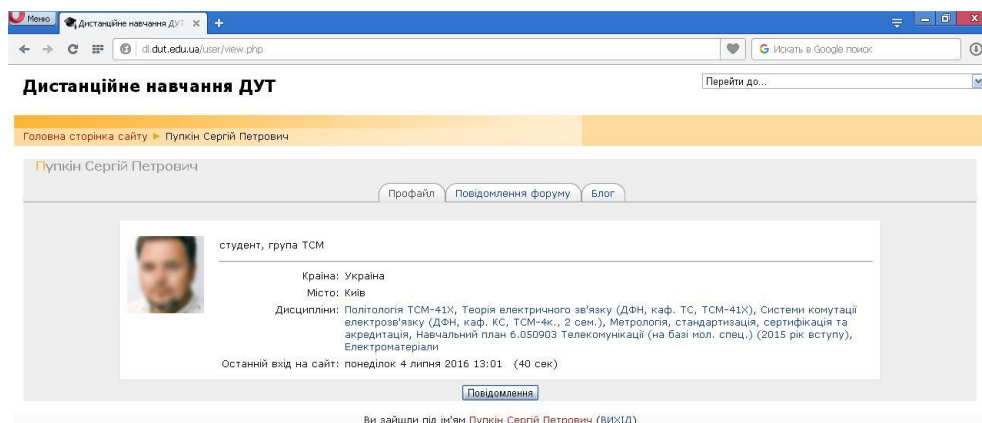 Меню
Дистанційне навчання ДУТ
dl.dut.edu.ua/user/view.php
Искать в Google поиск
Дистанційне навчання ДУТ
Перейти до...
Головна сторінка сайту ► Пупкін Сергій Петрович
Пупкін Сергій Петрович
Профайл
Повідомлення форуму
Блог
студент, група ТСМ
Країна: Україна
Місто: Київ
Дисципліни: Політологія ТСМ-41Х, Теорія електричного зв'язку (ДФН, каф. ТС, ТСМ-41Х), Системи комутації
електрозв'язку (ДФН, каф. КС, ТСМ-4к., 2 сем.), Метрологія, стандартизація, сертифікація та
акредитація, Навчальний план 6.050903 Телекомунікації (на базі мол. спец.) (2015 рік вступу),
Електроматеріали
Останній вхід на сайт: понеділок 4 липня 2016 13:01 (40 сек)
Повідомлення
Ви зайшли під ім'ям Пупкін Сергій Петрович (ВИХІД)